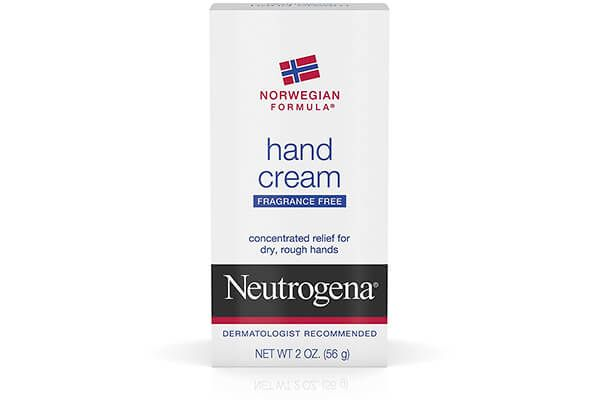 NORWEGIAN
FORMULA®
hand
cream
FRAGRANCE FREE
concentrated relief for
dry, rough hands
Neutrogena®
DERMATOLOGIST RECOMMENDED
NET WT 2 OZ. (56 g)